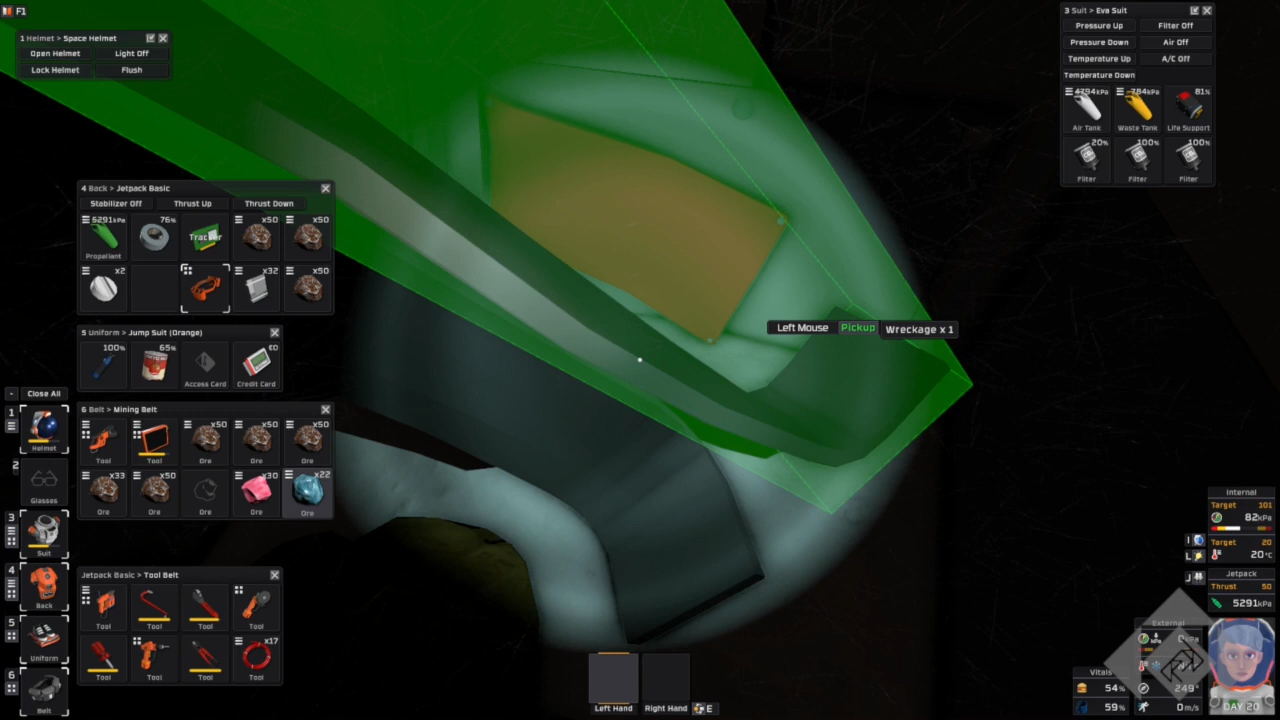 F1
1 Helmet > Space Helmet
Open Helmet Light Off
Lock Helmet Flush
3 Suit > Eva Suit
Pressure Up Filter Off
Pressure Down Air Off
Temperature Up A/C Off
Temperature Down
4794kPa 784kPa 81%
Air Tank Waste Tank Life Support
20% 100% 100%
Filter Filter Filter
4 Back > Jetpack Basic
Stabilizer Off Thrust Up Thrust Down
5291kPa 76% Tracker x50 x50
Propellant
x2 x32 x50
Left Mouse Pickup Wreckage x 1
5 Uniform > Jump Suit (Orange)
100% 65% €0
Access Card Credit Card
- Close All
6 Belt > Mining Belt
x50 x50 x50
Tool Tool Ore Ore Ore
x33 x50 x30 x22
Ore Ore Ore Ore Ore
1 Helmet
2 Glasses
3 Suit
4 Back
5 Uniform
6 Belt
Jetpack Basic > Tool Belt
Tool Tool Tool Tool
x17
Tool Tool Tool Tool
Left Hand Right Hand E
Internal
Target 101
82kPa
Target 20
20°C
I
L
J
Jetpack
Thrust 50
5291kPa
External
0kPa
Vitals
54% 249°
59% 0m/s
DAY 20